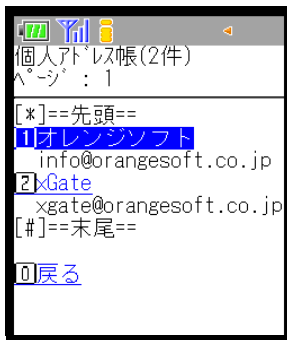 個人ｱﾄﾞﾚｽ帳(2件)
ﾍﾟｰｼﾞ : 1
[*]==先頭==
1オレンジソフト
info@orangesoft.co.jp
2xGate
xgate@orangesoft.co.jp
[#]==末尾==
0戻る